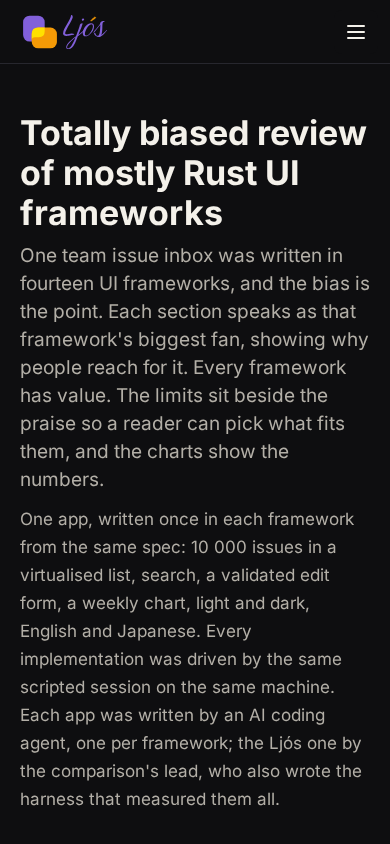 Ljós
Totally biased review
of mostly Rust UI
frameworks
One team issue inbox was written in
fourteen UI frameworks, and the bias is
the point. Each section speaks as that
framework's biggest fan, showing why
people reach for it. Every framework
has value. The limits sit beside the
praise so a reader can pick what fits
them, and the charts show the
numbers.
One app, written once in each framework
from the same spec: 10 000 issues in a
virtualised list, search, a validated edit
form, a weekly chart, light and dark,
English and Japanese. Every
implementation was driven by the same
scripted session on the same machine.
Each app was written by an AI coding
agent, one per framework; the Ljós one by
the comparison's lead, who also wrote the
harness that measured them all.